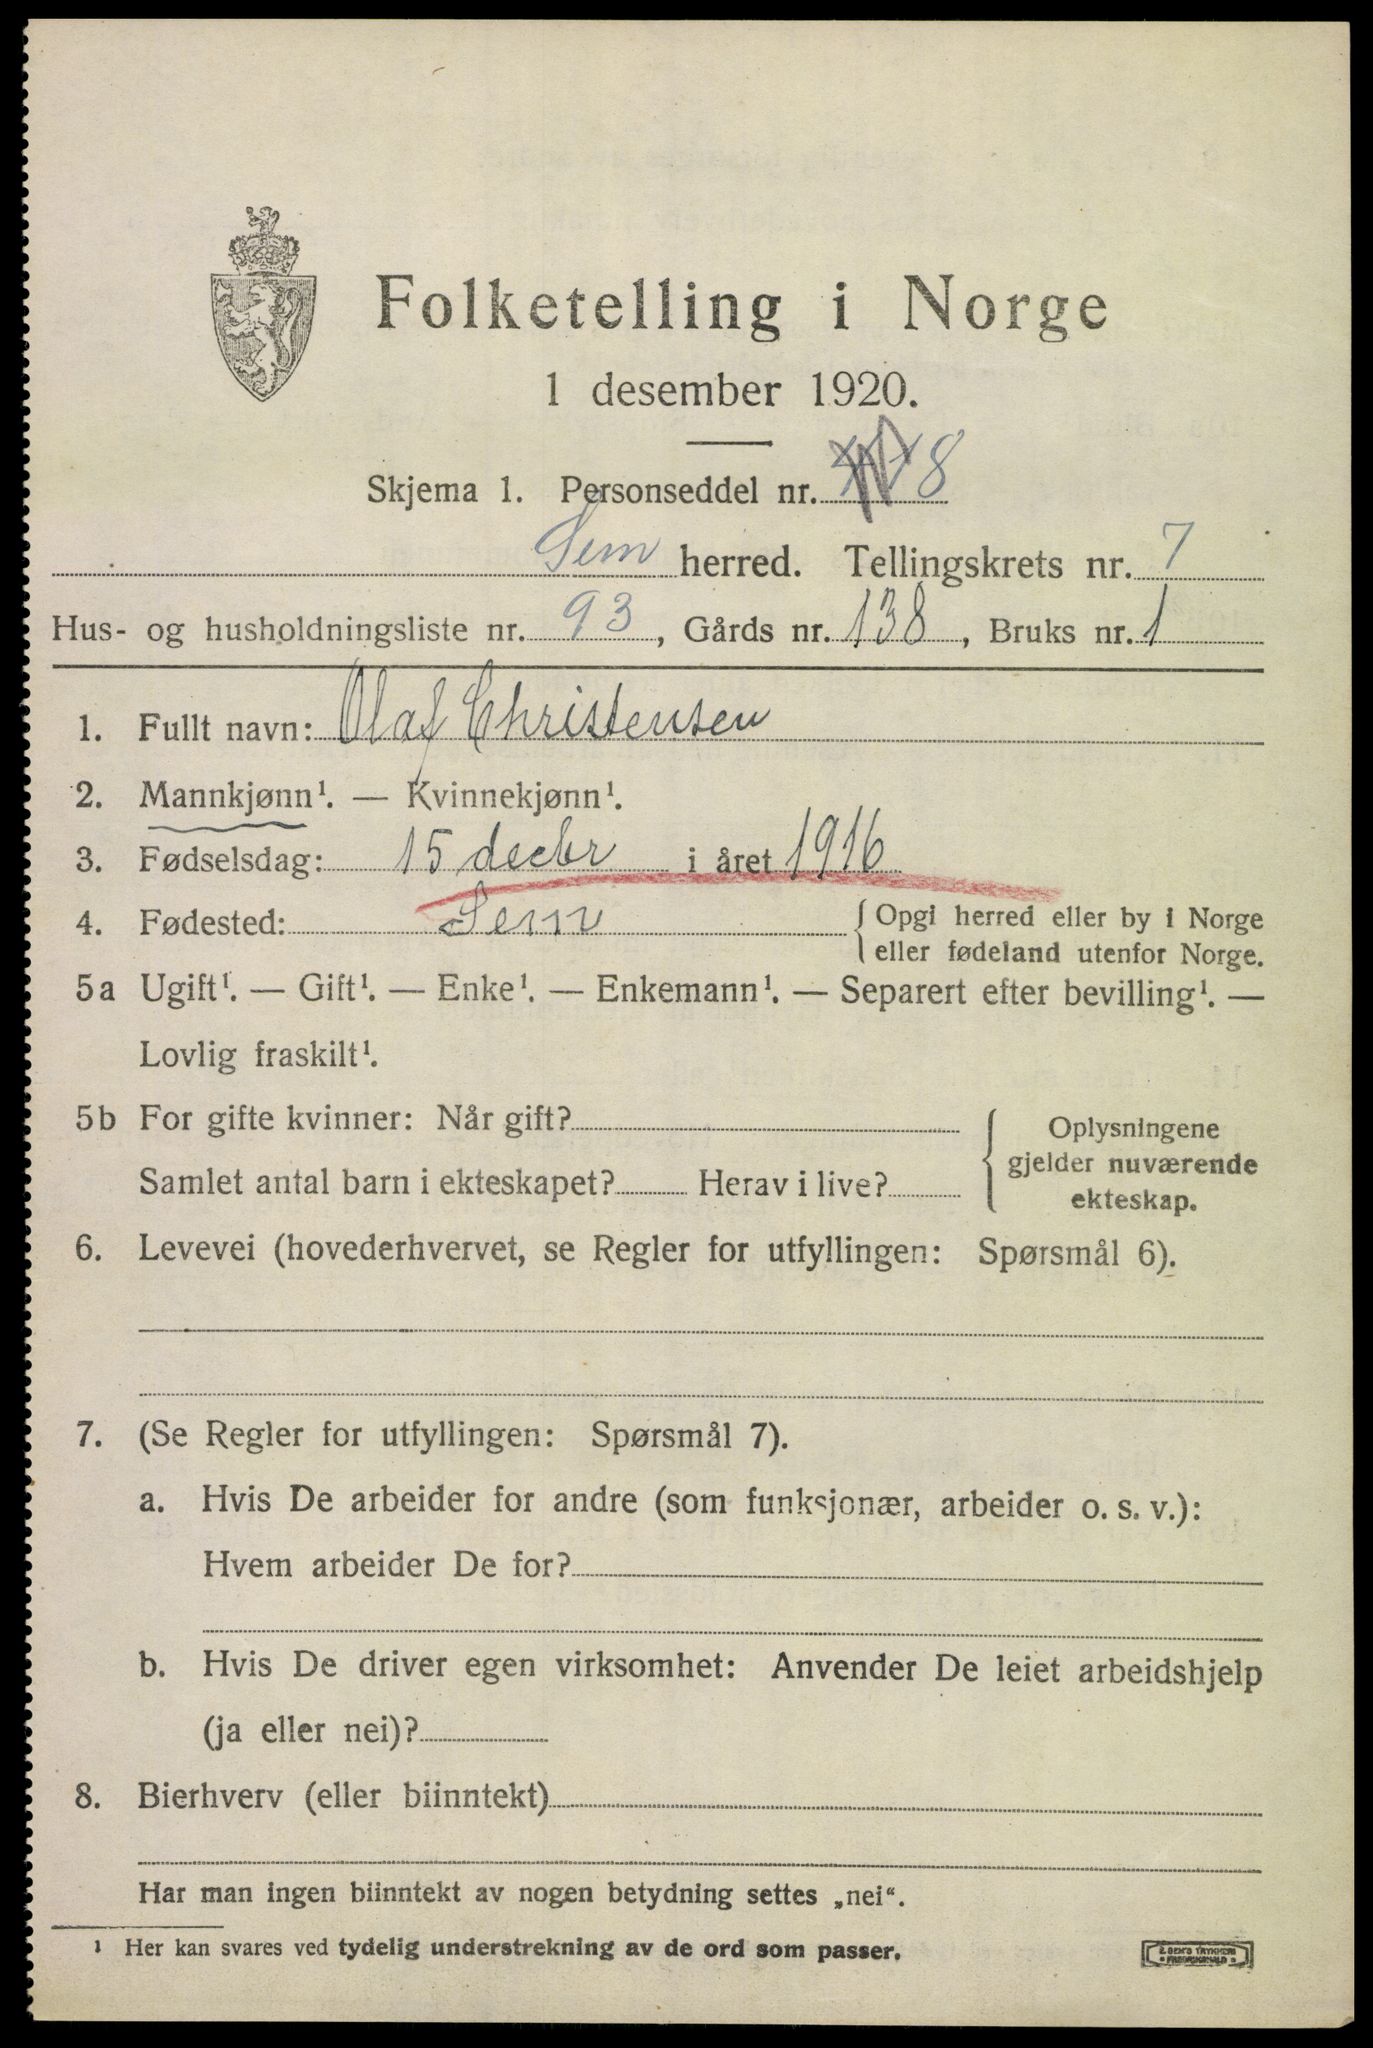 Folketelling i Norge
1 desember 1920.
Skjema 1. Personseddel nr. 8
Sem herred. Tellingskrets nr. 7
Hus- og husholdningsliste nr. 93, Gårds nr. 138, Bruks nr. 1
1. Fullt navn: Olaf Christensen
2. Mannkjønn¹. — Kvinnekjønn¹.
3. Fødselsdag: 15 decbr i året 1916
4. Fødested: Sem
Opgi herred eller by i Norge
eller fødeland utenfor Norge.
5a Ugift¹. — Gift¹. — Enke¹. — Enkemann¹. — Separert efter bevilling¹. —
Lovlig fraskilt¹.
5b For gifte kvinner: Når gift?
Samlet antal barn i ekteskapet? Herav i live?
Oplysningene
gjelder nuværende
ekteskap.
6. Levevei (hovederhvervet, se Regler for utfyllingen: Spørsmål 6).
7. (Se Regler for utfyllingen: Spørsmål 7).
a. Hvis De arbeider for andre (som funksjonær, arbeider o. s. v.):
Hvem arbeider De for?
b. Hvis De driver egen virksomhet: Anvender De leiet arbeidshjelp
(ja eller nei)?
8. Bierhverv (eller biinntekt)
Har man ingen biinntekt av nogen betydning settes „nei“.
¹ Her kan svares ved tydelig understrekning av de ord som passer.